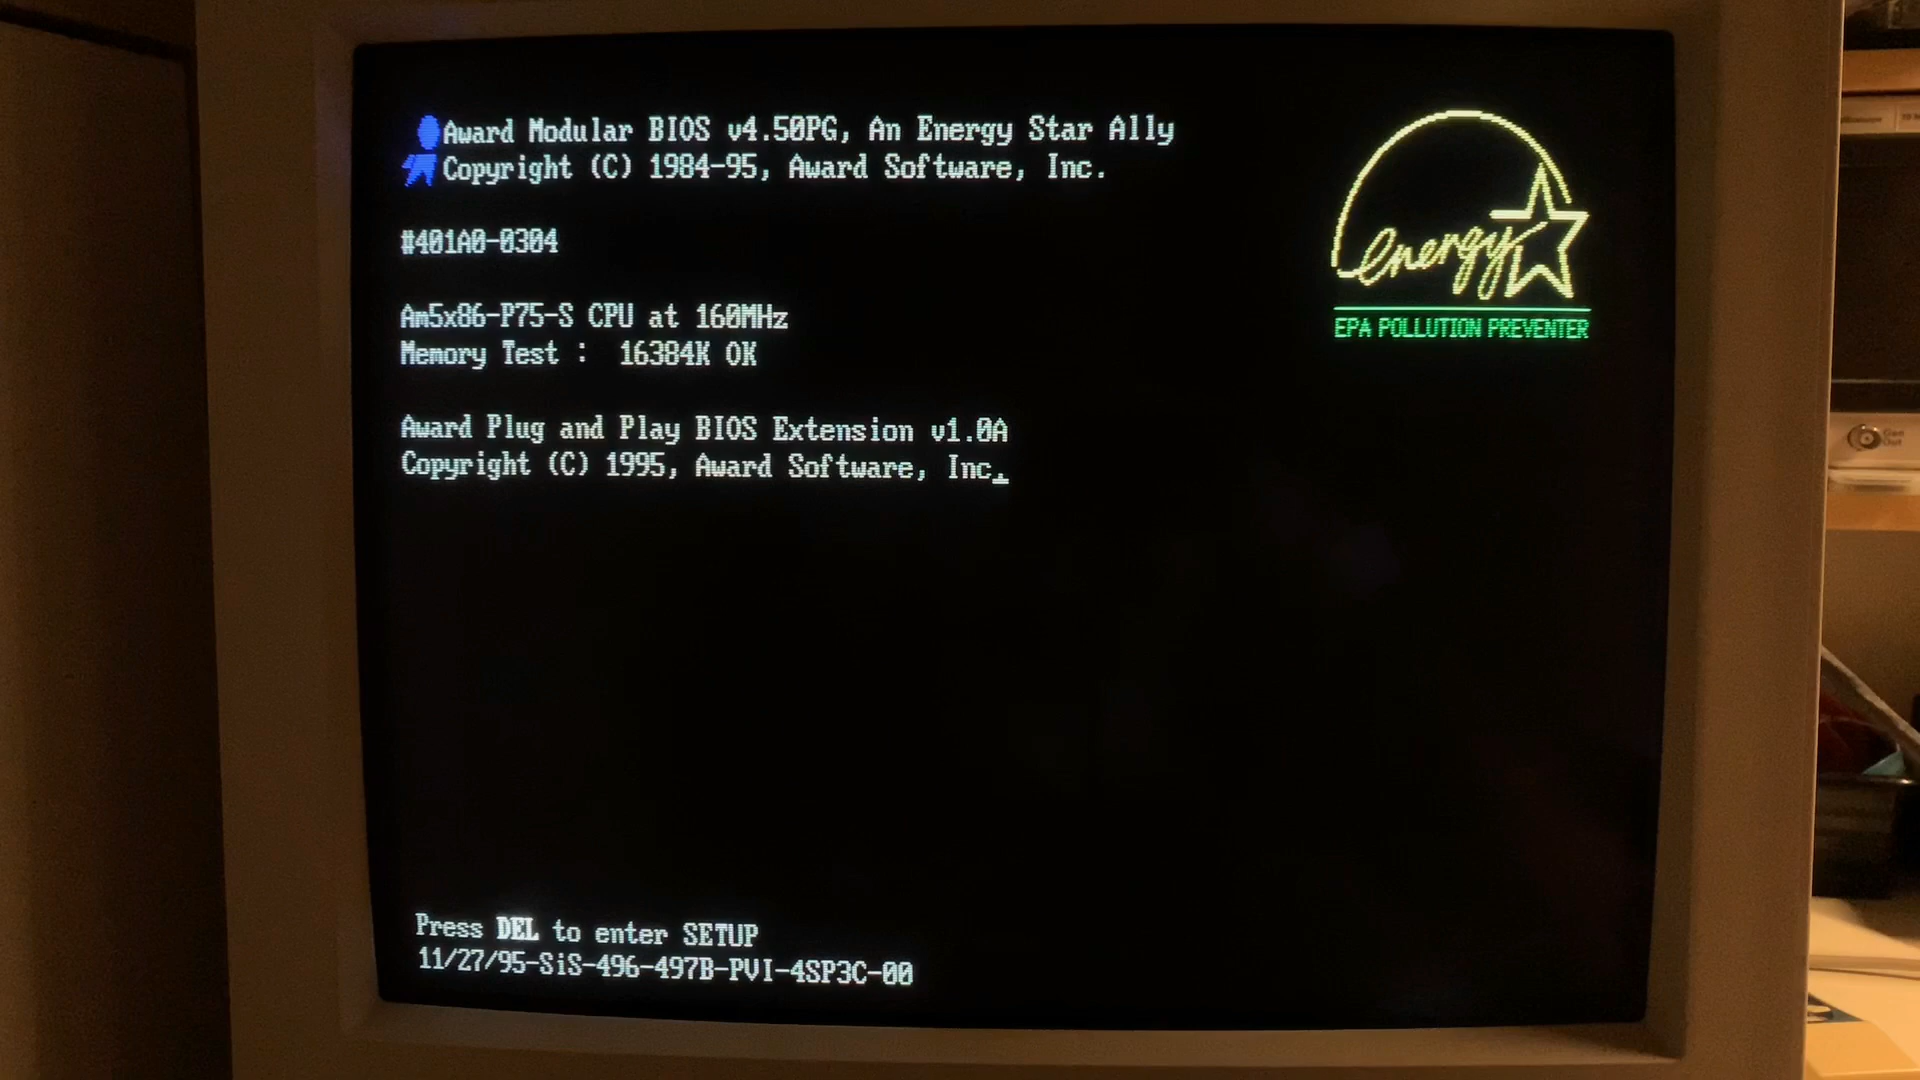 Award Modular BIOS v4.50PG, An Energy Star Ally
Copyright (C) 1984-95, Award Software, Inc.
#401A0-0304
Am5x86-P75-S CPU at 160MHz
Memory Test :  16384K OK
Award Plug and Play BIOS Extension v1.0A
Copyright (C) 1995, Award Software, Inc.
energy
EPA POLLUTION PREVENTER
Press DEL to enter SETUP
11/27/95-SiS-496-497B-PVI-4SP3C-00